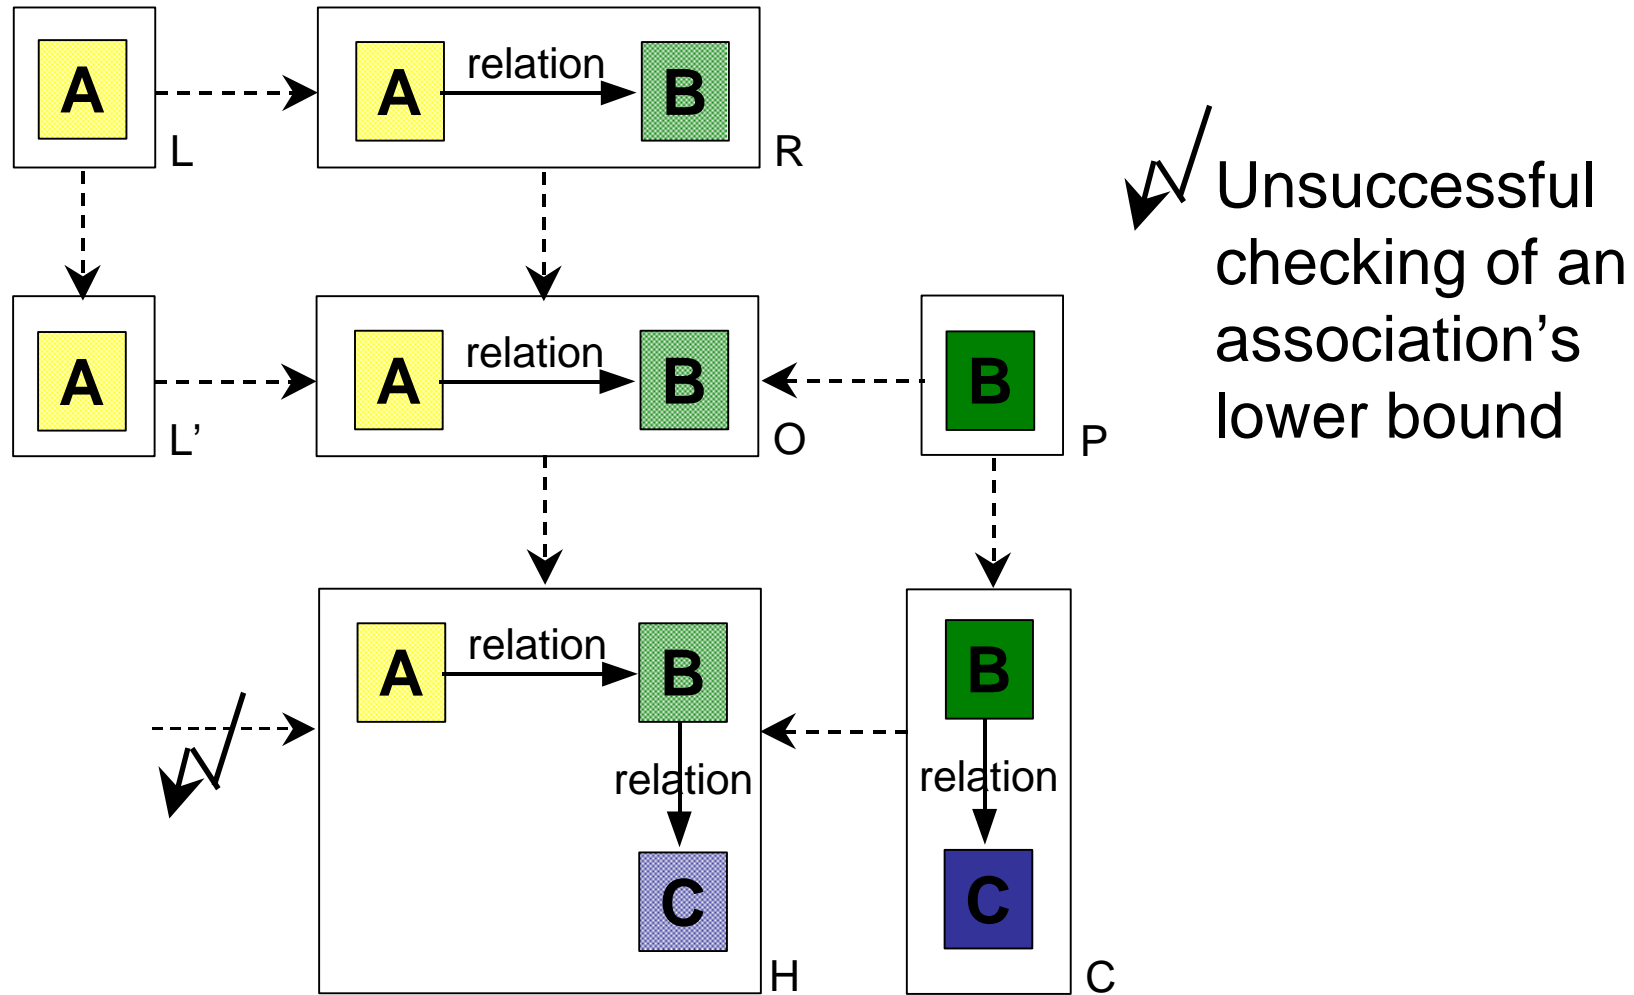 A
L
A relation B
R
Unsuccessful
checking of an
association's
lower bound
A
L'
A relation B
O
B
P
A relation B
relation
C
H
B
relation
C
C